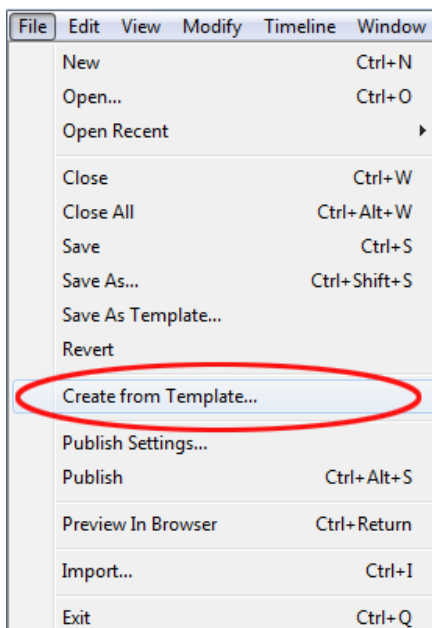 File Edit View Modify Timeline Window
New Ctrl+N
Open... Ctrl+O
Open Recent
Close Ctrl+W
Close All Ctrl+Alt+W
Save Ctrl+S
Save As... Ctrl+Shift+S
Save As Template...
Revert
Create from Template...
Publish Settings...
Publish Ctrl+Alt+S
Preview In Browser Ctrl+Return
Import... Ctrl+I
Exit Ctrl+Q